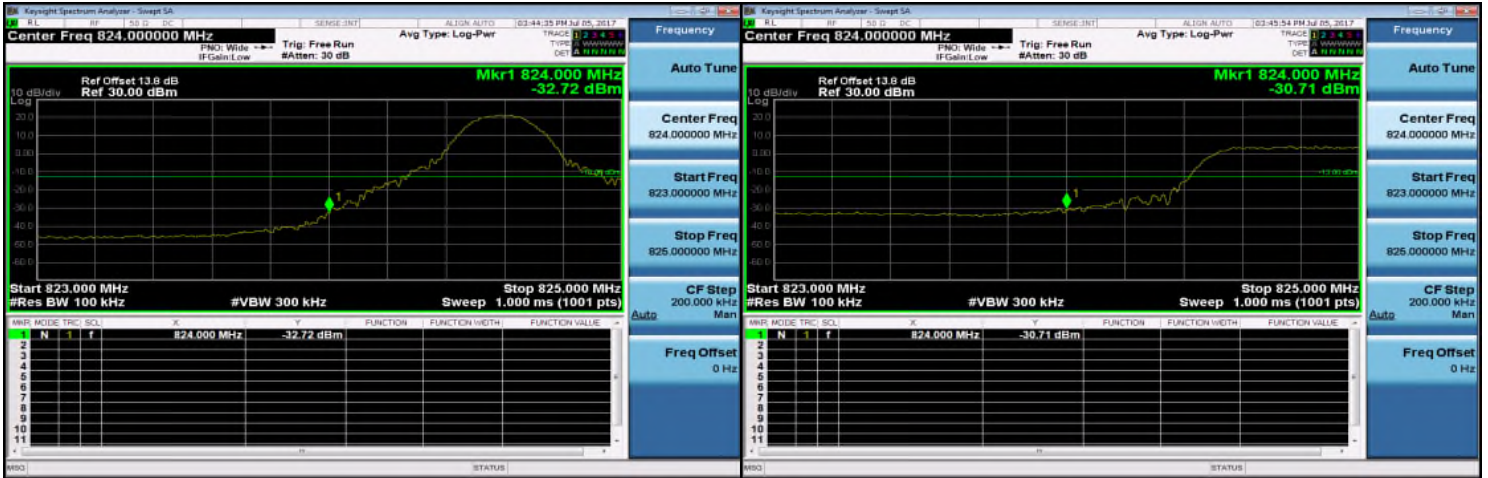 Keysight Spectrum Analyzer - Swept SA
RL RF 50 Ω DC SENSE:INT ALIGN AUTO 03:44:35 PM Jul 05, 2017
Center Freq 824.000000 MHz
PNO: Wide Trig: Free Run Avg Type: Log-Pwr TRACE 1 2 3 4 5 6
IFGain:Low #Atten: 30 dB TYPE
DET A N N N N N
Mkr1 824.000 MHz
-32.72 dBm
Ref Offset 13.8 dB
10 dB/div Ref 30.00 dBm
Log
20.0
10.0
0.00
-10.0
-13.00 dBm
-20.0
-30.0
-40.0
-50.0
-60.0
1
Start 823.000 MHz Stop 825.000 MHz
#Res BW 100 kHz #VBW 300 kHz Sweep 1.000 ms (1001 pts)
MKR MODE TRC SCL X Y FUNCTION FUNCTION WIDTH FUNCTION VALUE
1 N 1 f 824.000 MHz -32.72 dBm
2
3
4
5
6
7
8
9
10
11
MSG STATUS
Frequency
Auto Tune
Center Freq
824.000000 MHz
Start Freq
823.000000 MHz
Stop Freq
825.000000 MHz
CF Step
200.000 kHz
Auto Man
Freq Offset
0 Hz
Keysight Spectrum Analyzer - Swept SA
RL RF 50 Ω DC SENSE:INT ALIGN AUTO 03:45:54 PM Jul 05, 2017
Center Freq 824.000000 MHz
PNO: Wide Trig: Free Run Avg Type: Log-Pwr TRACE 1 2 3 4 5 6
IFGain:Low #Atten: 30 dB TYPE
DET A N N N N N
Mkr1 824.000 MHz
-30.71 dBm
Ref Offset 13.8 dB
10 dB/div Ref 30.00 dBm
Log
20.0
10.0
0.00
-10.0
-13.00 dBm
-20.0
-30.0
-40.0
-50.0
-60.0
1
Start 823.000 MHz Stop 825.000 MHz
#Res BW 100 kHz #VBW 300 kHz Sweep 1.000 ms (1001 pts)
MKR MODE TRC SCL X Y FUNCTION FUNCTION WIDTH FUNCTION VALUE
1 N 1 f 824.000 MHz -30.71 dBm
2
3
4
5
6
7
8
9
10
11
MSG STATUS
Frequency
Auto Tune
Center Freq
824.000000 MHz
Start Freq
823.000000 MHz
Stop Freq
825.000000 MHz
CF Step
200.000 kHz
Auto Man
Freq Offset
0 Hz